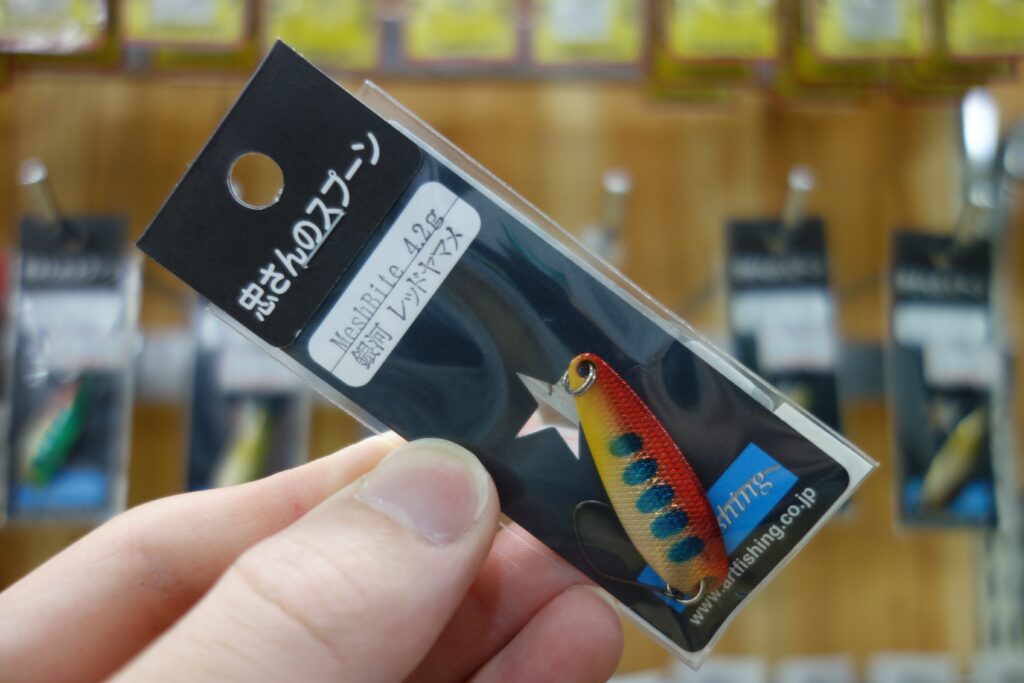 忠さんのスプーン
MeshBite 4.2g
銀河 レッドヤマメ
shing
www.artfishing.co.jp